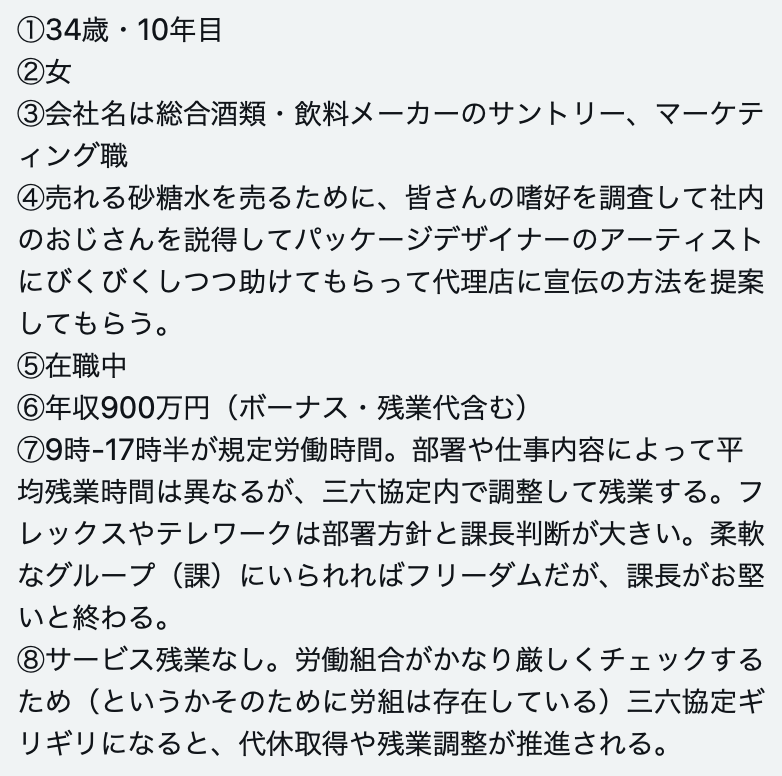 ①34歳・10年目
②女
③会社名は総合酒類・飲料メーカーのサントリー、マーケテ
ィング職
④売れる砂糖水を売るために、皆さんの嗜好を調査して社内
のおじさんを説得してパッケージデザイナーのアーティスト
にびくびくしつつ助けてもらって代理店に宣伝の方法を提案
してもらう。
⑤在職中
⑥年収900万円（ボーナス・残業代含む）
⑦9時-17時半が規定労働時間。部署や仕事内容によって平
均残業時間は異なるが、三六協定内で調整して残業する。フ
レックスやテレワークは部署方針と課長判断が大きい。柔軟
なグループ（課）にいられればフリーダムだが、課長がお堅
いと終わる。
⑧サービス残業なし。労働組合がかなり厳しくチェックする
ため（というかそのために労組は存在している）三六協定ギ
リギリになると、代休取得や残業調整が推進される。